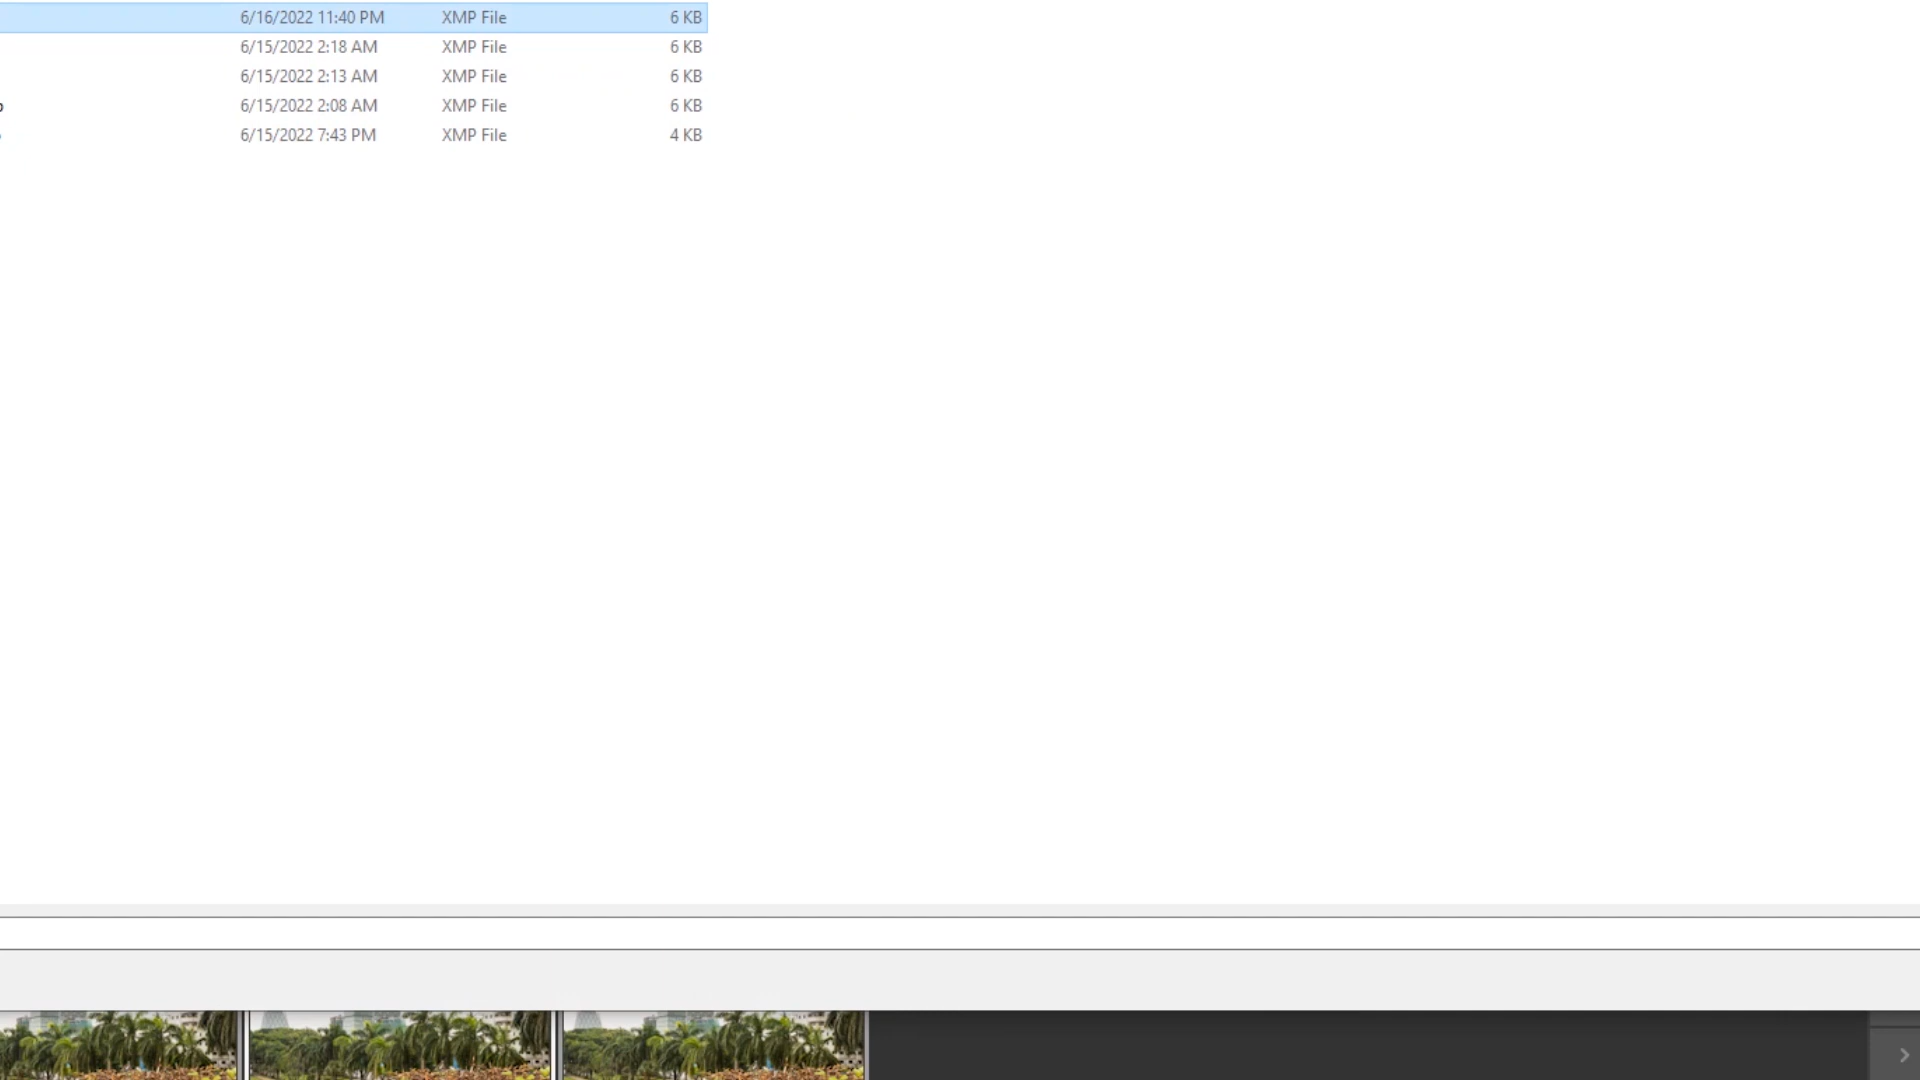 6/16/2022 11:40 PM XMP File 6 KB
6/15/2022 2:18 AM XMP File 6 KB
6/15/2022 2:13 AM XMP File 6 KB
6/15/2022 2:08 AM XMP File 6 KB
6/15/2022 7:43 PM XMP File 4 KB